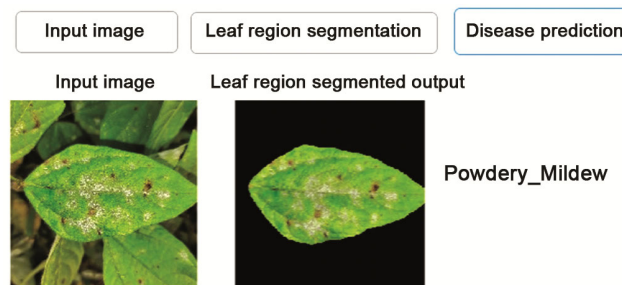 Input image
Leaf region segmentation
Disease prediction
Input image
Leaf region segmented output
Powdery_Mildew